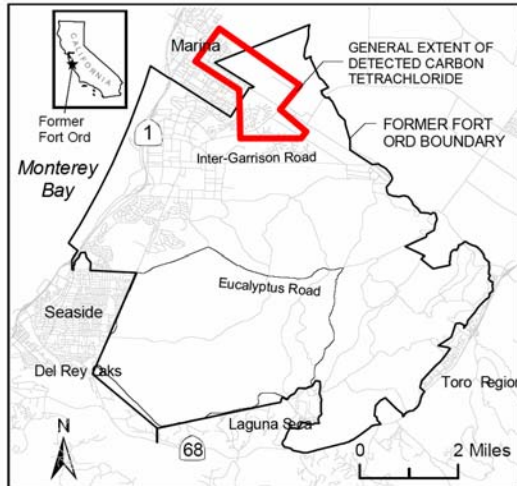 CALIFORNIA
Former
Fort Ord
Marina
GENERAL EXTENT OF
DETECTED CARBON
TETRACHLORIDE
FORMER FORT
ORD BOUNDARY
1
Inter-Garrison Road
Monterey
Bay
Eucalyptus Road
Seaside
Del Rey Oaks
Toro Region
Laguna Seca
N
68
0 2 Miles